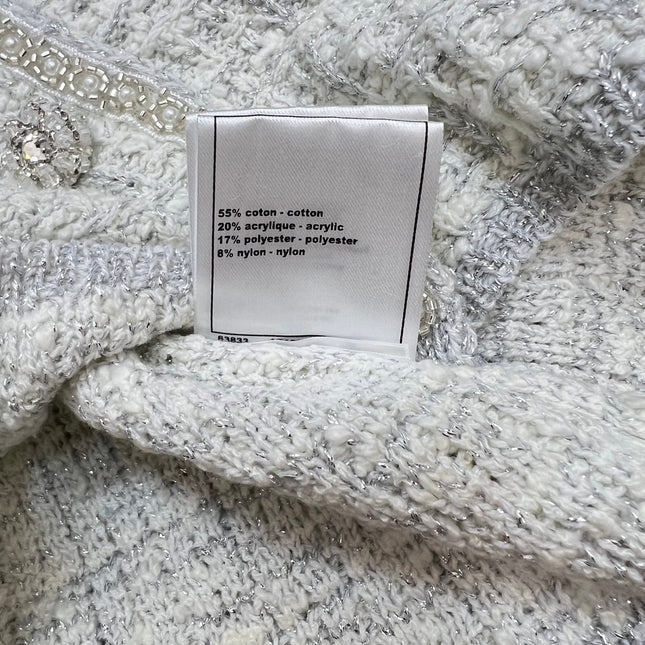 55% coton - cotton
20% acrylique - acrylic
17% polyester - polyester
8% nylon - nylon